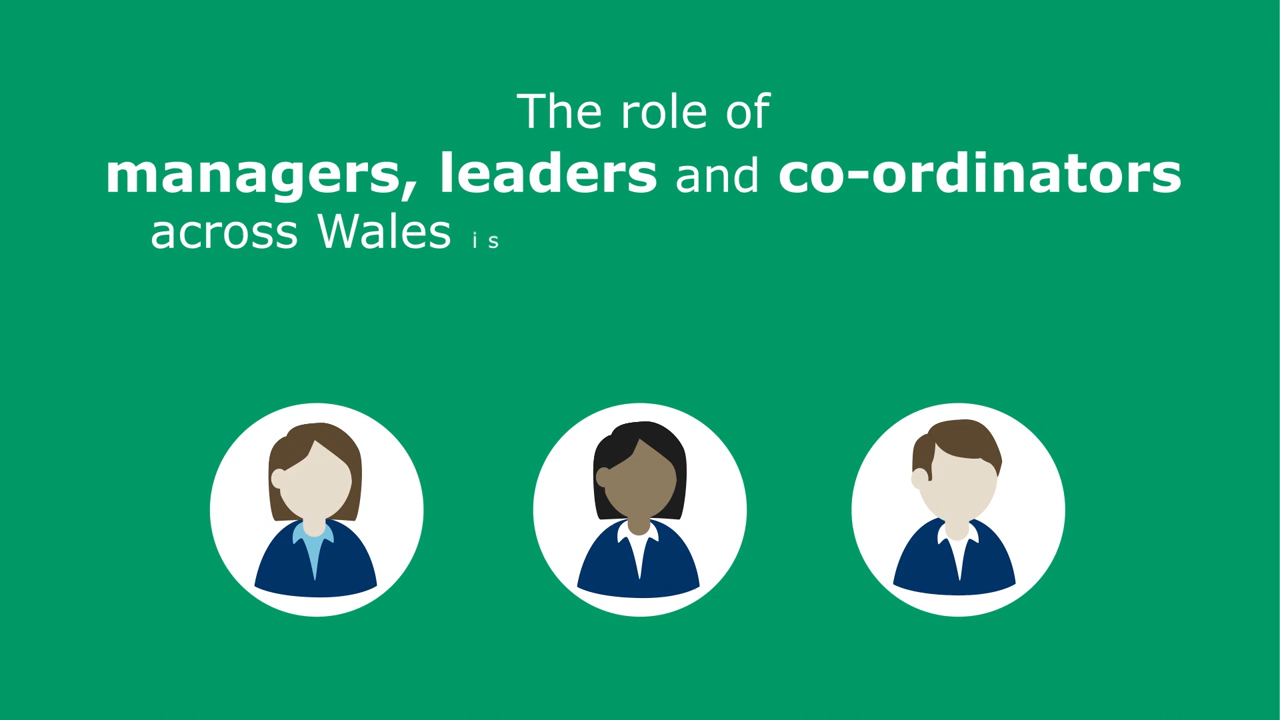 The role of
managers, leaders and co-ordinators
across Wales is